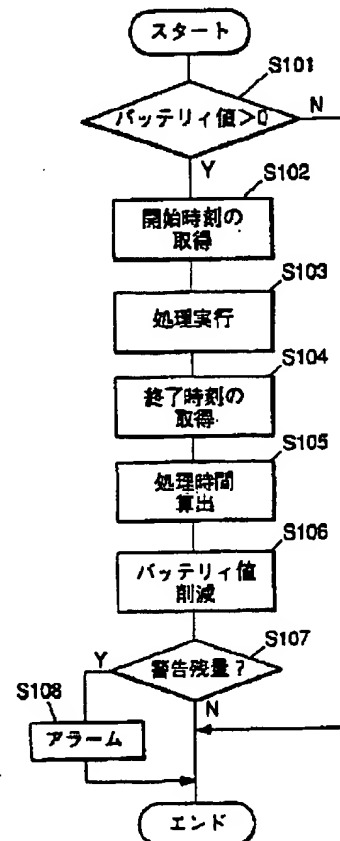 スタート
S101
バッテリィ値>0
N
Y
S102
開始時刻の
取得
S103
処理実行
S104
終了時刻の
取得
S105
処理時間
算出
S106
バッテリィ値
削減
S107
警告残量?
Y
N
S108
アラーム
エンド